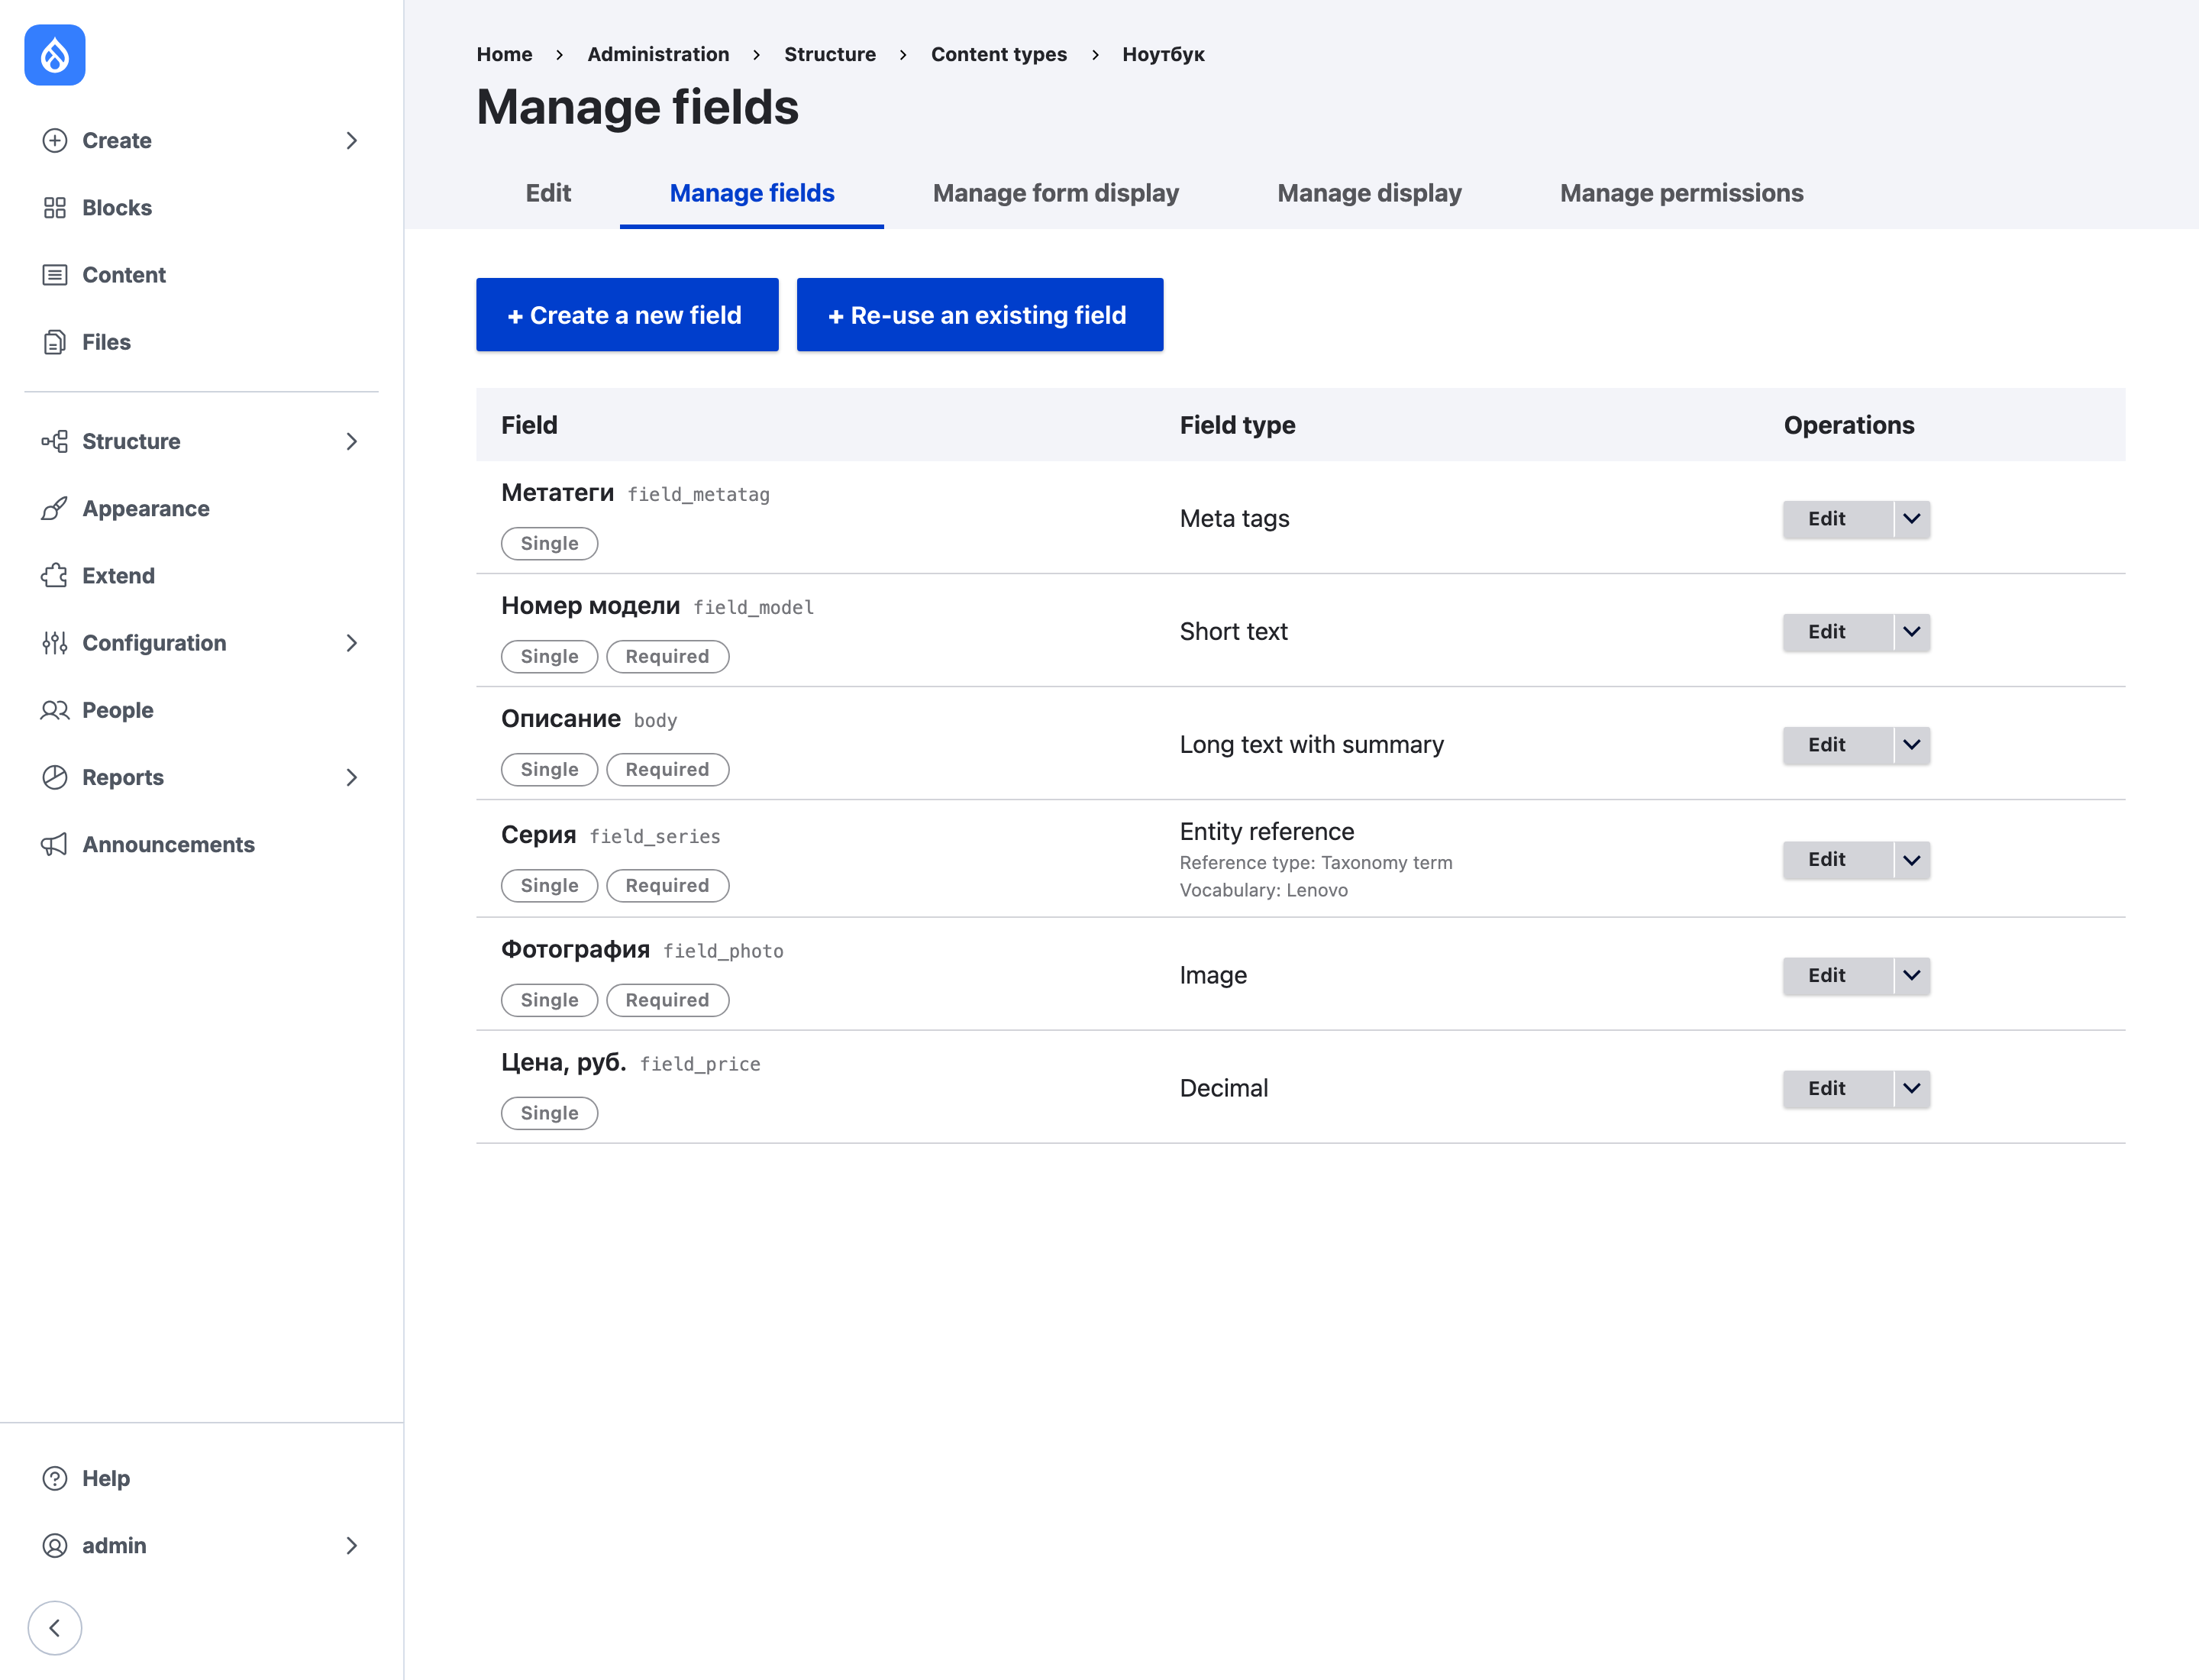 Create
Blocks
Content
Files
Structure
Appearance
Extend
Configuration
People
Reports
Announcements
Help
admin
Home > Administration > Structure > Content types > Ноутбук
Manage fields
Edit Manage fields Manage form display Manage display Manage permissions
+ Create a new field + Re-use an existing field
Field Field type Operations
Метатеги field_metatag
Single
Meta tags
Edit
Номер модели field_model
Single Required
Short text
Edit
Описание body
Single Required
Long text with summary
Edit
Серия field_series
Single Required
Entity reference
Reference type: Taxonomy term
Vocabulary: Lenovo
Edit
Фотография field_photo
Single Required
Image
Edit
Цена, руб. field_price
Single
Decimal
Edit